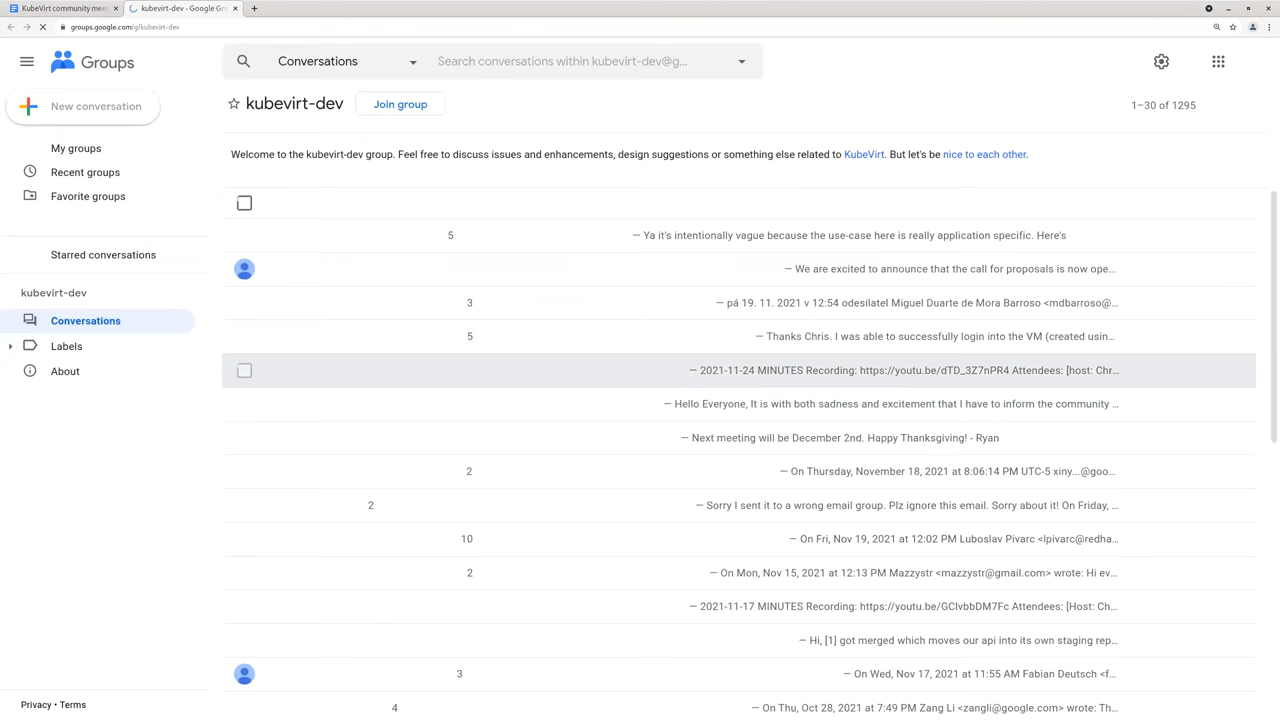 KubeVirt community mee
kubevirt-dev - Google Gr
groups.google.com/g/kubevirt-dev
Groups
Conversations
Search conversations within kubevirt-dev@g...
New conversation
kubevirt-dev
Join group
1–30 of 1295
My groups
Recent groups
Favorite groups
Starred conversations
kubevirt-dev
Conversations
Labels
About
Privacy • Terms
Welcome to the kubevirt-dev group. Feel free to discuss issues and enhancements, design suggestions or something else related to KubeVirt. But let's be nice to each other.
5 — Ya it's intentionally vague because the use-case here is really application specific. Here's
— We are excited to announce that the call for proposals is now ope…
3 — pá 19. 11. 2021 v 12:54 odesílatel Miguel Duarte de Mora Barroso <mdbarroso@…
5 — Thanks Chris. I was able to successfully login into the VM (created usin…
— 2021-11-24 MINUTES Recording: https://youtu.be/dTD_3Z7nPR4 Attendees: [host: Chr…
— Hello Everyone, It is with both sadness and excitement that I have to inform the community …
— Next meeting will be December 2nd. Happy Thanksgiving! - Ryan
2 — On Thursday, November 18, 2021 at 8:06:14 PM UTC-5 xiny...@goo…
2 — Sorry I sent it to a wrong email group. Plz ignore this email. Sorry about it! On Friday, …
10 — On Fri, Nov 19, 2021 at 12:02 PM Luboslav Pivarc <lpivarc@redha…
2 — On Mon, Nov 15, 2021 at 12:13 PM Mazzystr <mazzystr@gmail.com> wrote: Hi ev…
— 2021-11-17 MINUTES Recording: https://youtu.be/GClvbbDM7Fc Attendees: [Host: Ch…
— Hi, [1] got merged which moves our api into its own staging rep…
3 — On Wed, Nov 17, 2021 at 11:55 AM Fabian Deutsch <f…
4 — On Thu, Oct 28, 2021 at 7:49 PM Zang Li <zangli@google.com> wrote: Th…